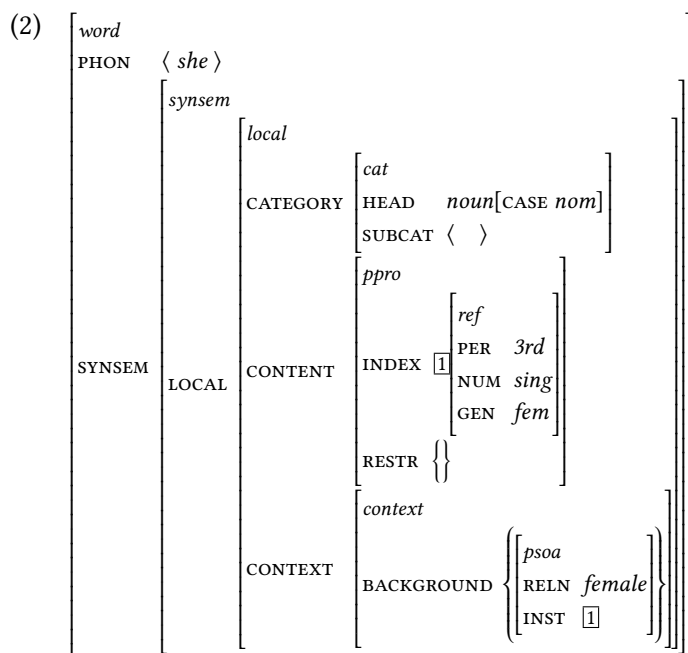 (2)
word
PHON ⟨ she ⟩
synsem
local
cat
CATEGORY HEAD noun[CASE nom]
SUBCAT ⟨ ⟩
ppro
ref
PER 3rd
SYNSEM LOCAL CONTENT INDEX 1 NUM sing
GEN fem
RESTR {}
context
psoa
CONTEXT BACKGROUND RELN female
INST 1